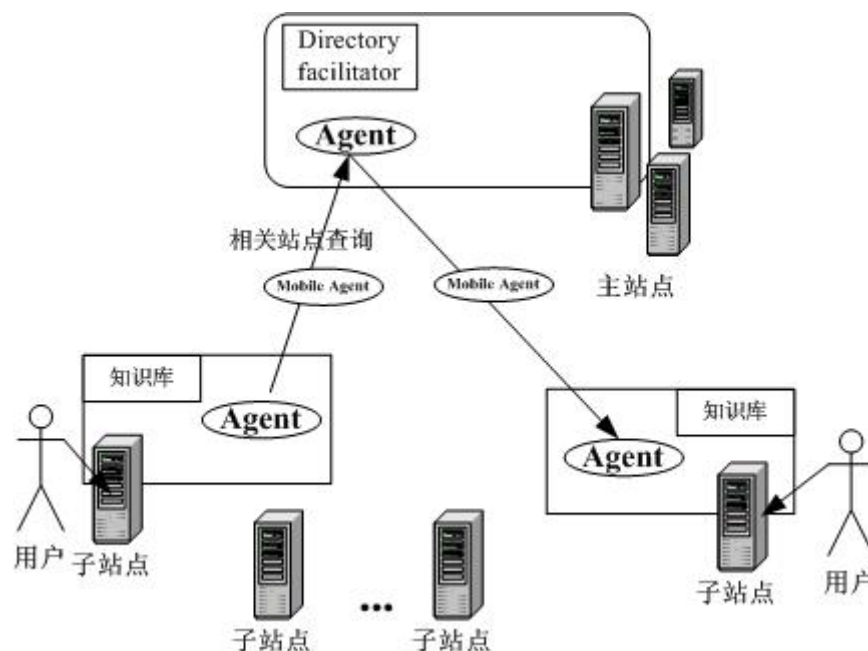 Directory
facilitator
Agent
相关站点查询
Mobile Agent
Mobile Agent
主站点
知识库
Agent
知识库
Agent
用户
子站点
子站点
用户
子站点
...
子站点